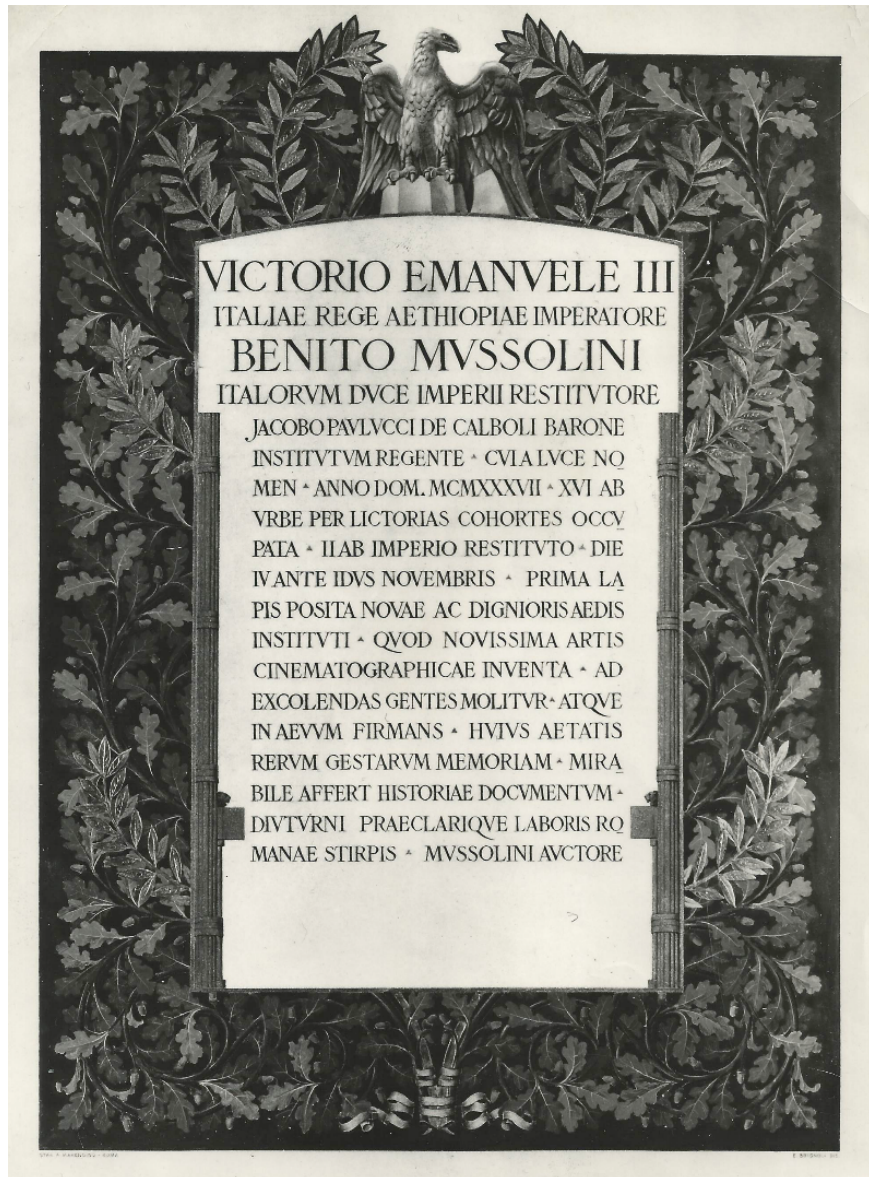 VICTORIO EMANVELE III
ITALIAE REGE AETHIOPIAE IMPERATORE
BENITO MVSSOLINI
ITALORVM DVCE IMPERII RESTITVTORE
JACOBO PAVLVCCI DE CALBOLI BARONE
INSTITVTVM REGENTE ▴ CVI A LVCE NO
MEN ▴ ANNO DOM. MCMXXXVII ▴ XVI AB
VRBE PER LICTORIAS COHORTES OCCV
PATA ▴ II AB IMPERIO RESTITVTO ▴ DIE
IV ANTE IDVS NOVEMBRIS ▴ PRIMA LA
PIS POSITA NOVAE AC DIGNIORIS AEDIS
INSTITVTI ▴ QVOD NOVISSIMA ARTIS
CINEMATOGRAPHICAE INVENTA ▴ AD
EXCOLENDAS GENTES MOLITVR ▴ ATQVE
IN AEVVM FIRMANS ▴ HVIVS AETATIS
RERVM GESTARVM MEMORIAM ▴ MIRA
BILE AFFERT HISTORIAE DOCVMENTVM ▴
DIVTVRNI PRAECLARIQVE LABORIS RO
MANAE STIRPIS ▴ MVSSOLINI AVCTORE